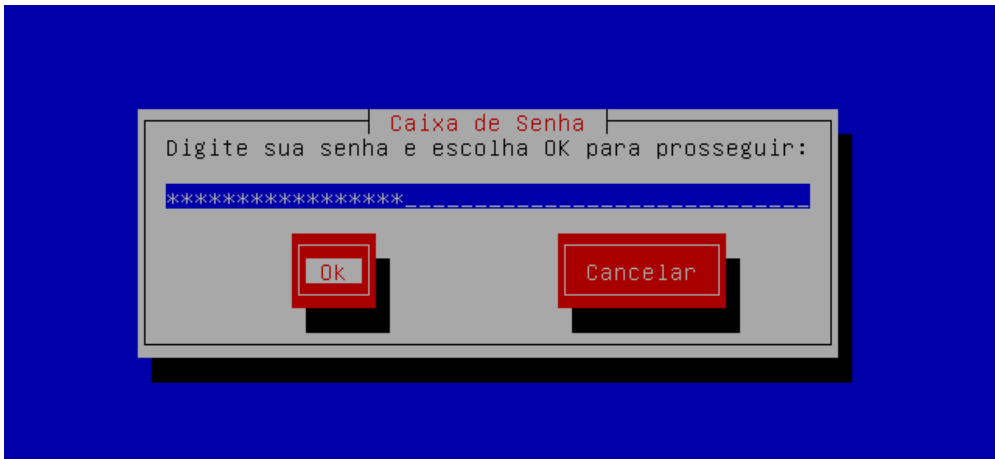 Caixa de Senha
Digite sua senha e escolha OK para prosseguir:
*****************
Ok Cancelar